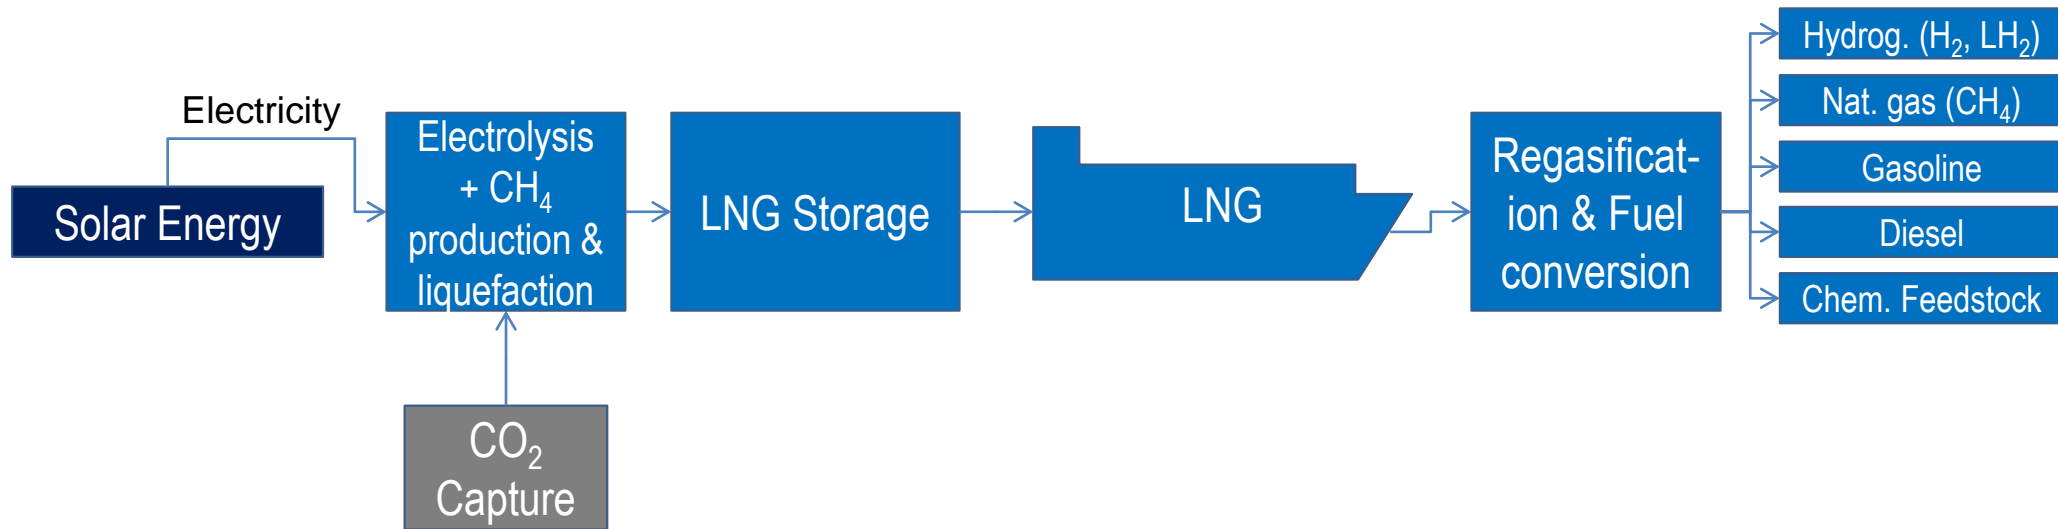 Electricity
Solar Energy
Electrolysis
+ CH₄
production &
liquefaction
CO₂
Capture
LNG Storage
LNG
Regasificat-
ion & Fuel
conversion
Hydrog. (H₂, LH₂)
Nat. gas (CH₄)
Gasoline
Diesel
Chem. Feedstock